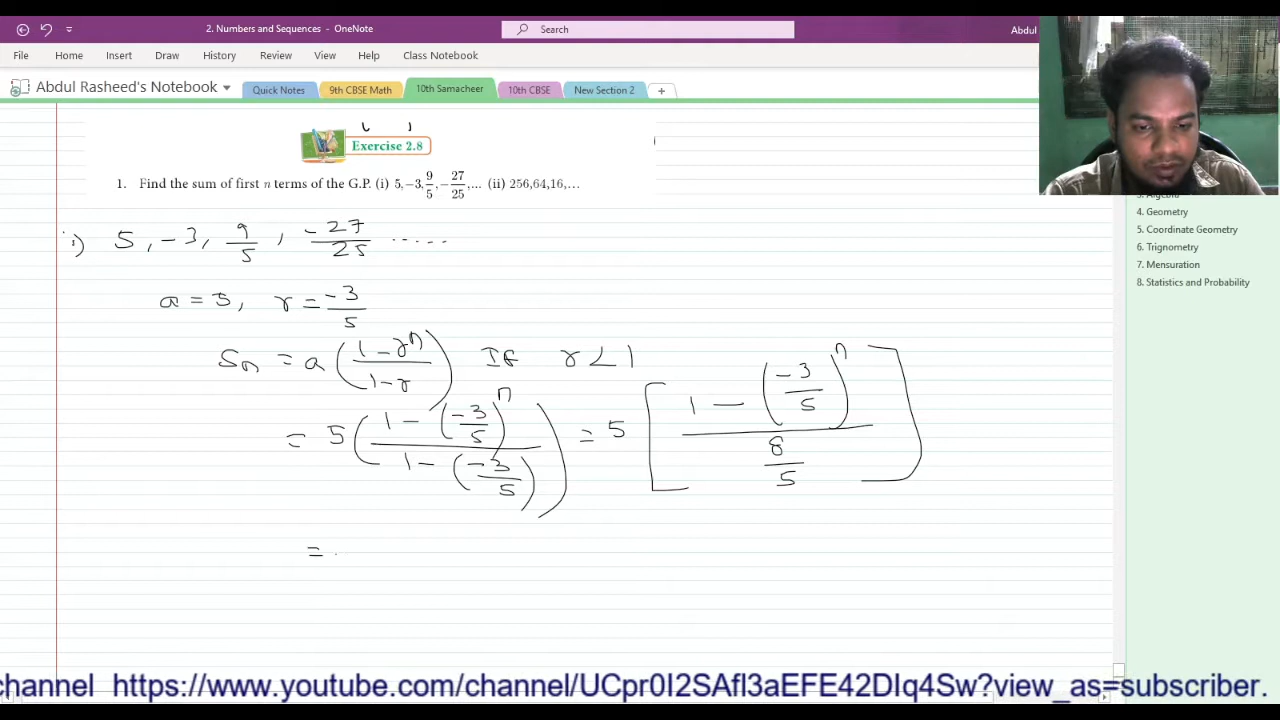 2. Numbers and Sequences - OneNote
Search
Abdul
File Home Insert Draw History Review View Help Class Notebook
Abdul Rasheed's Notebook
Quick Notes 9th CBSE Math 10th Samacheer 10th CBSE New Section 2 +
Exercise 2.8
1. Find the sum of first n terms of the G.P. (i) 5,−3, 9/5, −27/25,... (ii) 256,64,16,…
i) 5, −3, 9/5, −27/25 .....
a = 5, r = −3/5
Sn = a((1 − r^n)/(1 − r)) If r < 1
= 5((1 − (−3/5)^n)/(1 − (−3/5))) = 5[(1 − (−3/5)^n)/(8/5)]
=
3. Algebra
4. Geometry
5. Coordinate Geometry
6. Trignometry
7. Mensuration
8. Statistics and Probability
channel https://www.youtube.com/channel/UCpr0I2SAfl3aEFE42DIq4Sw?view_as=subscriber.